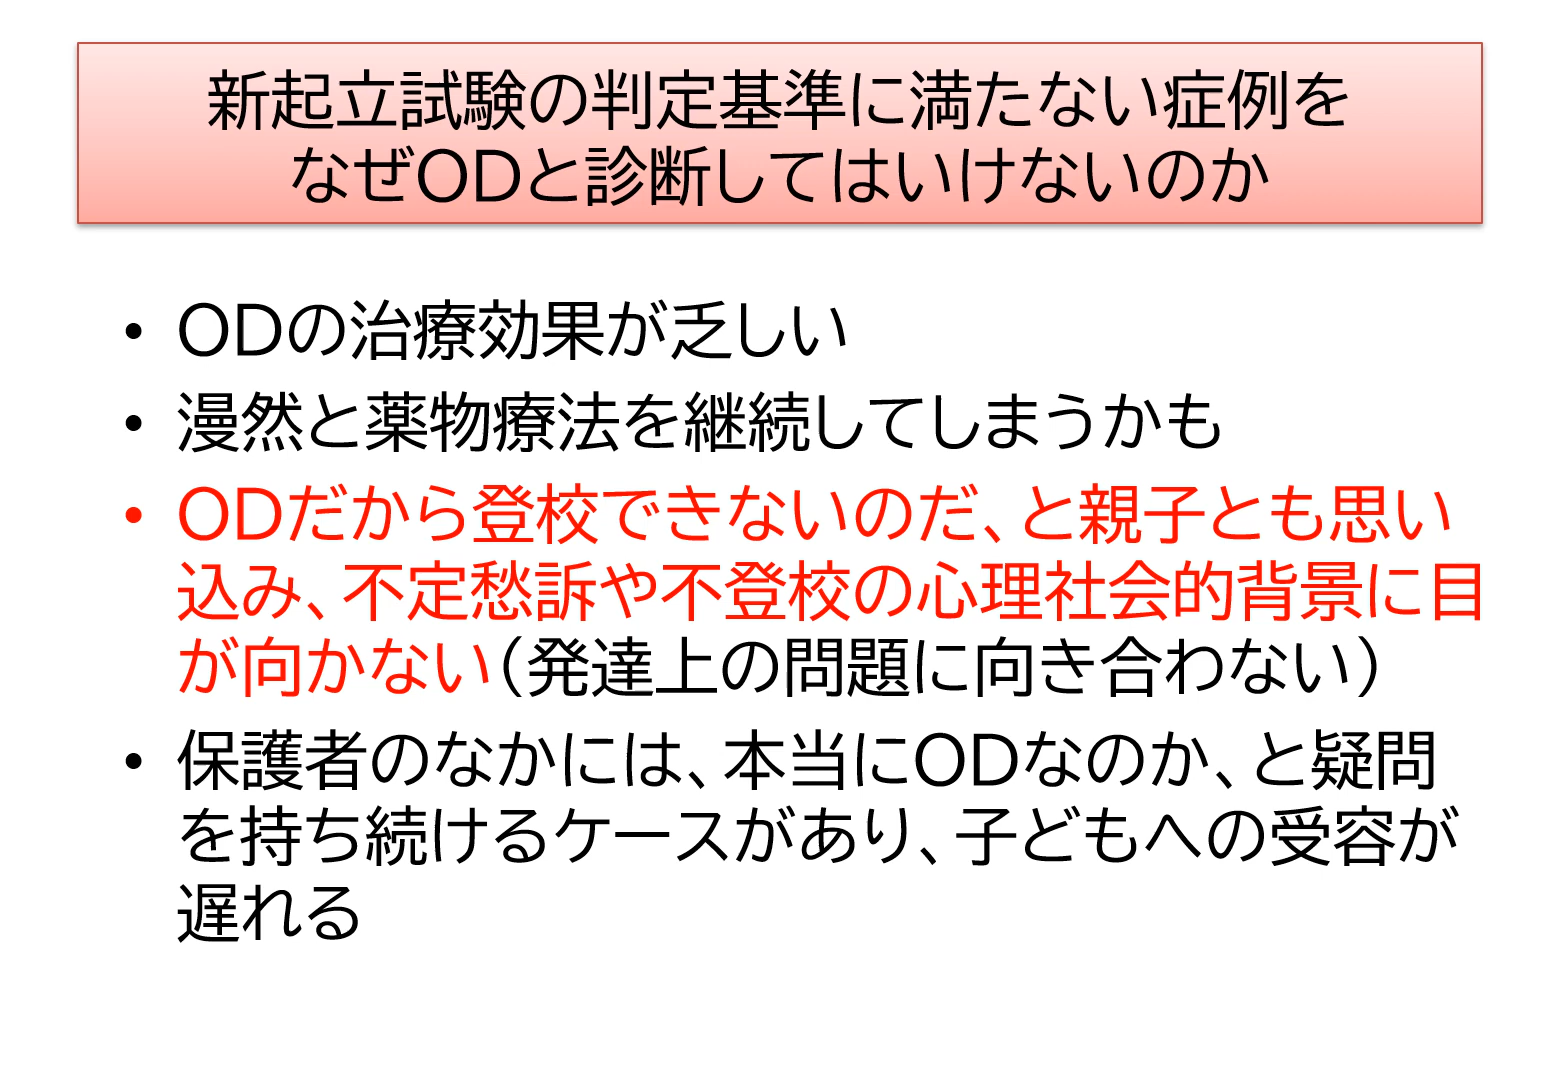 新起立試験の判定基準に満たない症例を
なぜODと診断してはいけないのか
• ODの治療効果が乏しい
• 漫然と薬物療法を継続してしまうかも
• ODだから登校できないのだ、と親子とも思い
込み、不定愁訴や不登校の心理社会的背景に目
が向かない（発達上の問題に向き合わない）
• 保護者のなかには、本当にODなのか、と疑問
を持ち続けるケースがあり、子どもへの受容が
遅れる